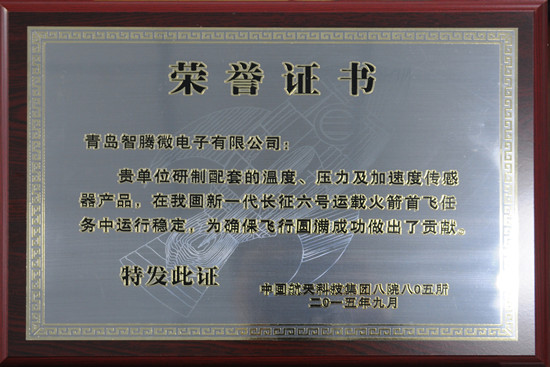 荣誉证书
青岛智腾微电子有限公司：
贵单位研制配套的温度、压力及加速度传感
器产品，在我国新一代长征六号运载火箭首飞任
务中运行稳定，为确保飞行圆满成功做出了贡献。
特发此证
中国航天科技集团八院八〇五所
二〇一五年九月